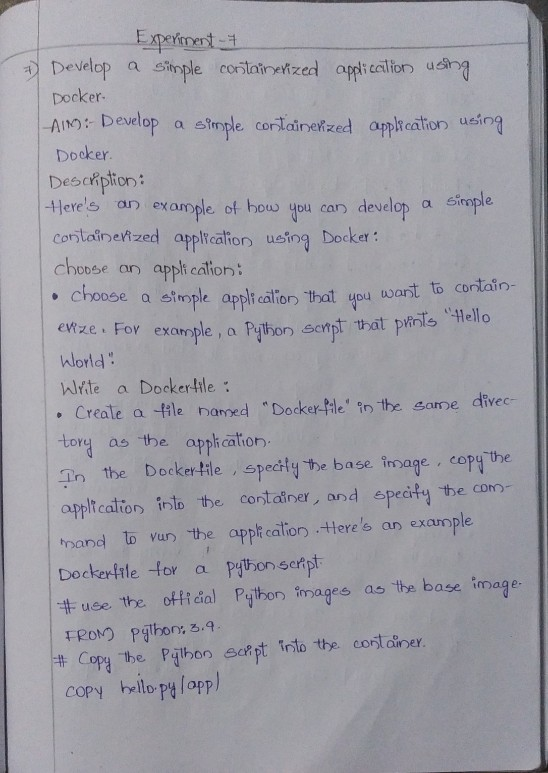 Experiment-7
7) Develop a simple containerized application using
Docker.
AIM:- Develop a simple containerized application using
Docker.
Description:
Here's an example of how you can develop a simple
containerized application using Docker:
choose an application:
• choose a simple application that you want to contain-
erize. For example, a Python script that prints "Hello
World".
Write a Dockerfile:
• Create a file named "Dockerfile" in the same direc-
tory as the application.
In the Dockerfile, specify the base image, copy the
application into the container, and specify the com-
mand to run the application. Here's an example
Dockerfile for a python script.
# use the official Python images as the base image.
FROM python: 3.9.
# Copy the Python script into the container.
COPY hello.py /app/